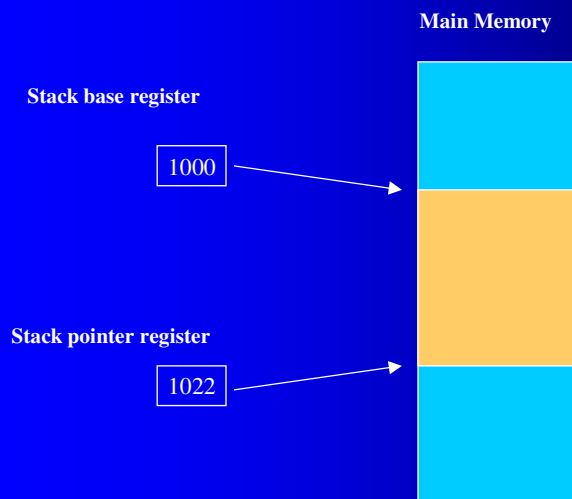 Main Memory
Stack base register
1000
Stack pointer register
1022